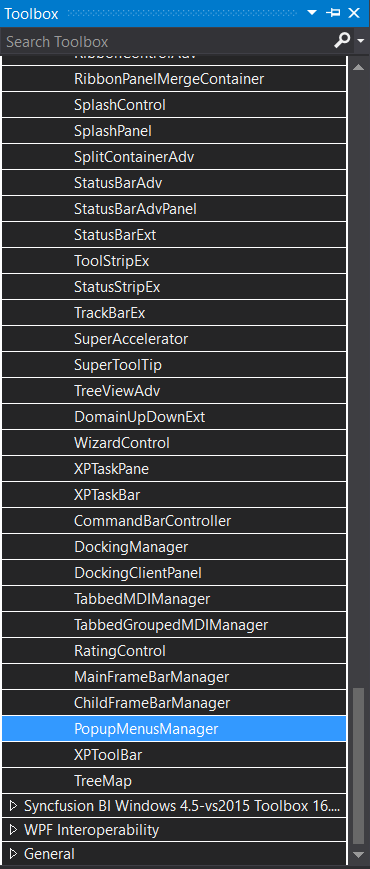 Toolbox
Search Toolbox
RibbonControlAdv
RibbonPanelMergeContainer
SplashControl
SplashPanel
SplitContainerAdv
StatusBarAdv
StatusBarAdvPanel
StatusBarExt
ToolStripEx
StatusStripEx
TrackBarEx
SuperAccelerator
SuperToolTip
TreeViewAdv
DomainUpDownExt
WizardControl
XPTaskPane
XPTaskBar
CommandBarController
DockingManager
DockingClientPanel
TabbedMDIManager
TabbedGroupedMDIManager
RatingControl
MainFrameBarManager
ChildFrameBarManager
PopupMenusManager
XPToolBar
TreeMap
Syncfusion BI Windows 4.5-vs2015 Toolbox 16....
WPF Interoperability
General